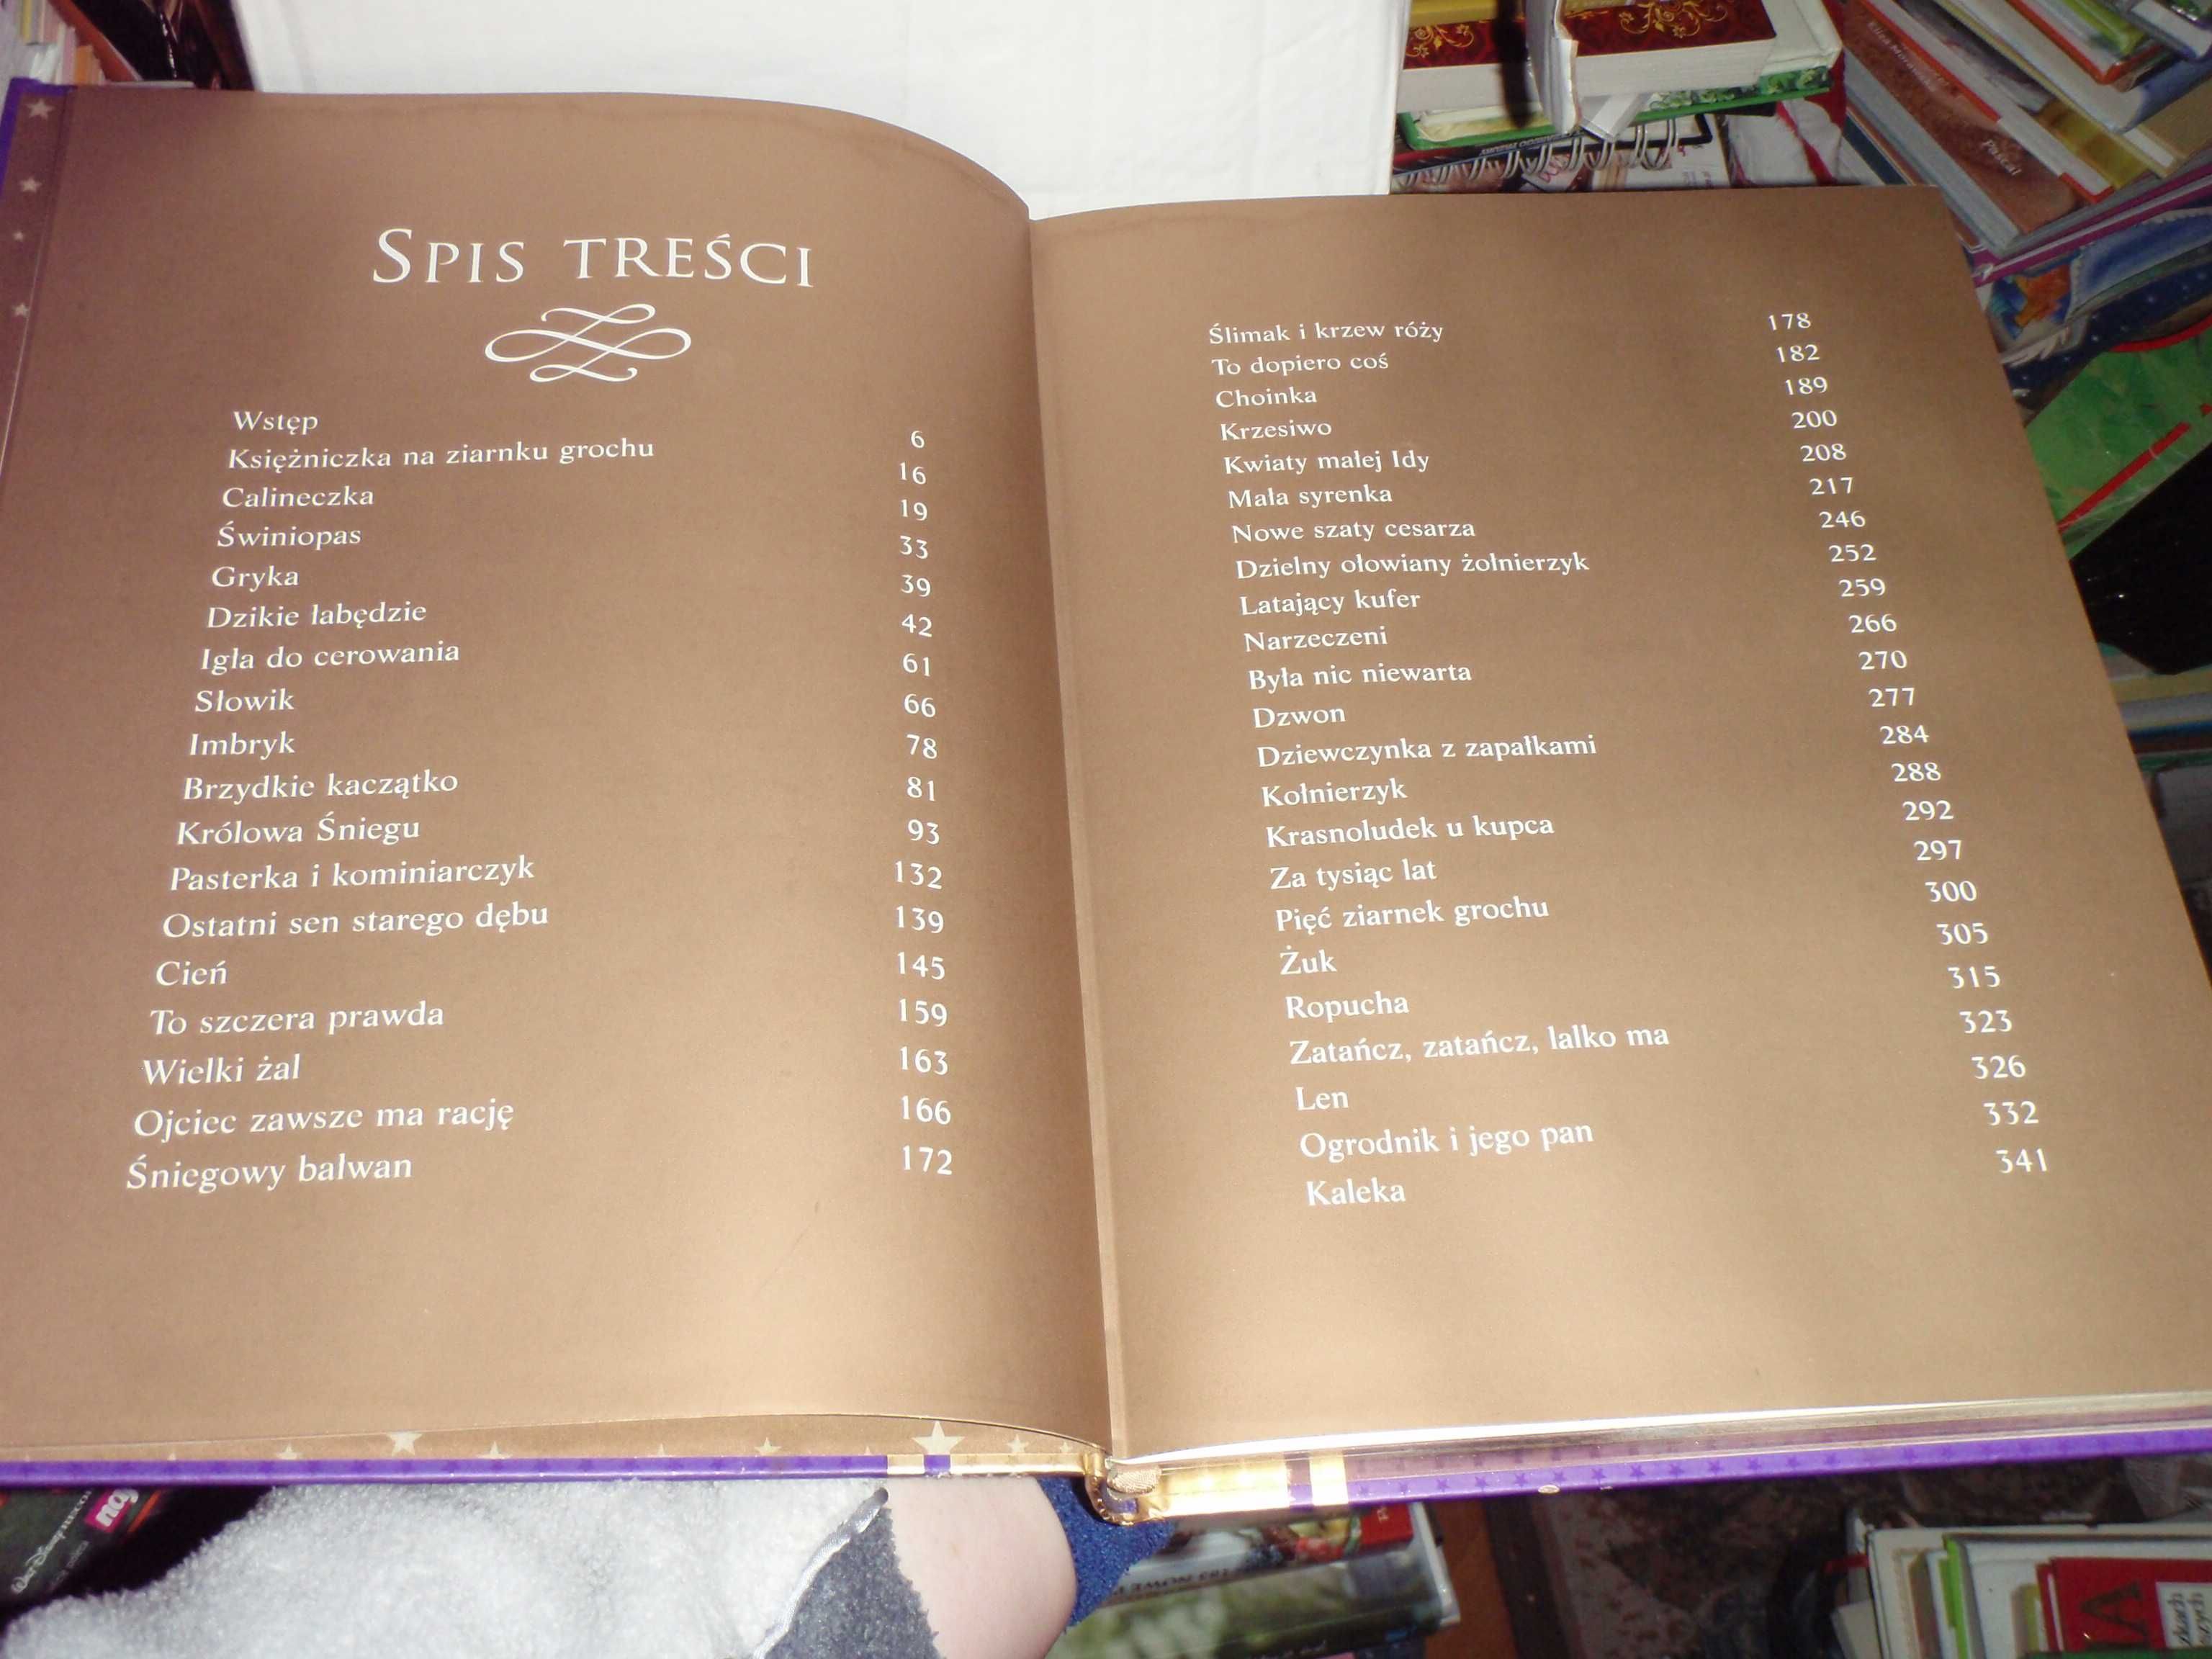 SPIS TREŚCI
Wstęp 6
Księżniczka na ziarnku grochu 16
Calineczka 19
Świniopas 33
Gryka 39
Dzikie łabędzie 42
Igła do cerowania 61
Słowik 66
Imbryk 78
Brzydkie kaczątko 81
Królowa Śniegu 93
Pasterka i kominiarczyk 132
Ostatni sen starego dębu 139
Cień 145
To szczera prawda 159
Wielki żal 163
Ojciec zawsze ma rację 166
Śniegowy bałwan 172
Ślimak i krzew róży 178
To dopiero coś 182
Choinka 189
Krzesiwo 200
Kwiaty małej Idy 208
Mała syrenka 217
Nowe szaty cesarza 246
Dzielny ołowiany żołnierzyk 252
Latający kufer 259
Narzeczeni 266
Była nic niewarta 270
Dzwon 277
Dziewczynka z zapałkami 284
Kołnierzyk 288
Krasnoludek u kupca 292
Za tysiąc lat 297
Pięć ziarnek grochu 300
Żuk 305
Ropucha 315
Zatańcz, zatańcz, lalko ma 323
Len 326
Ogrodnik i jego pan 332
Kaleka 341
Pascal